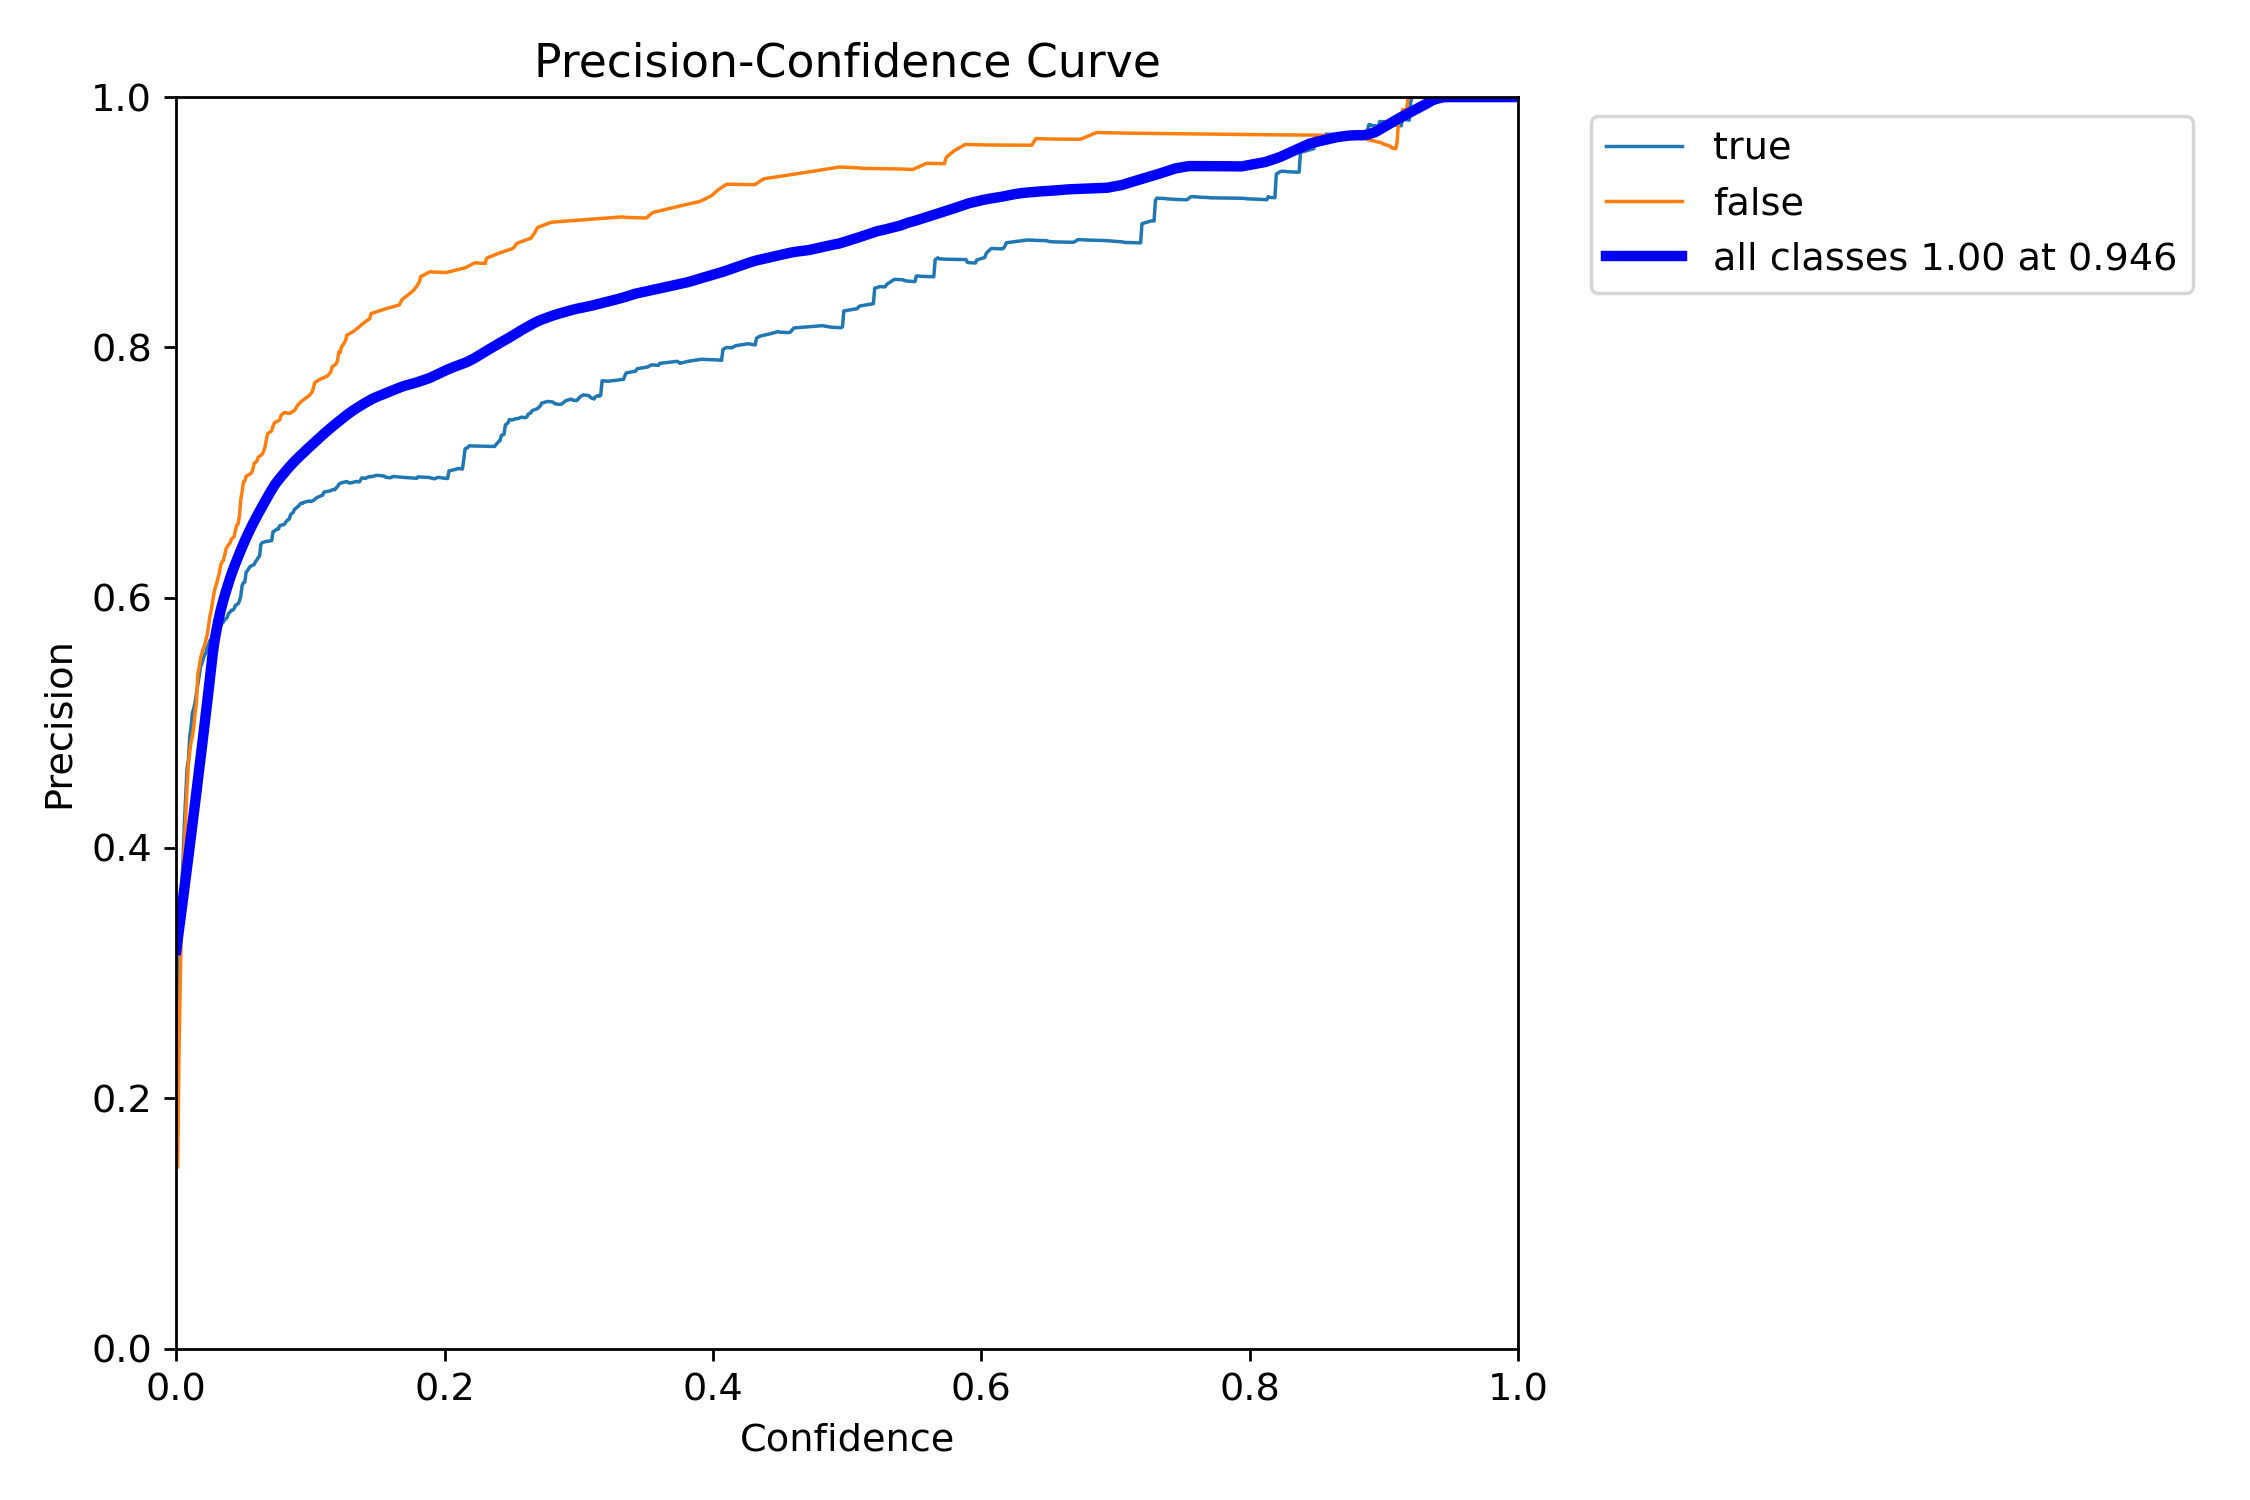 Precision-Confidence Curve
1.0
0.8
0.6
0.4
0.2
0.0
Precision
0.0 0.2 0.4 0.6 0.8 1.0
Confidence
true
false
all classes 1.00 at 0.946